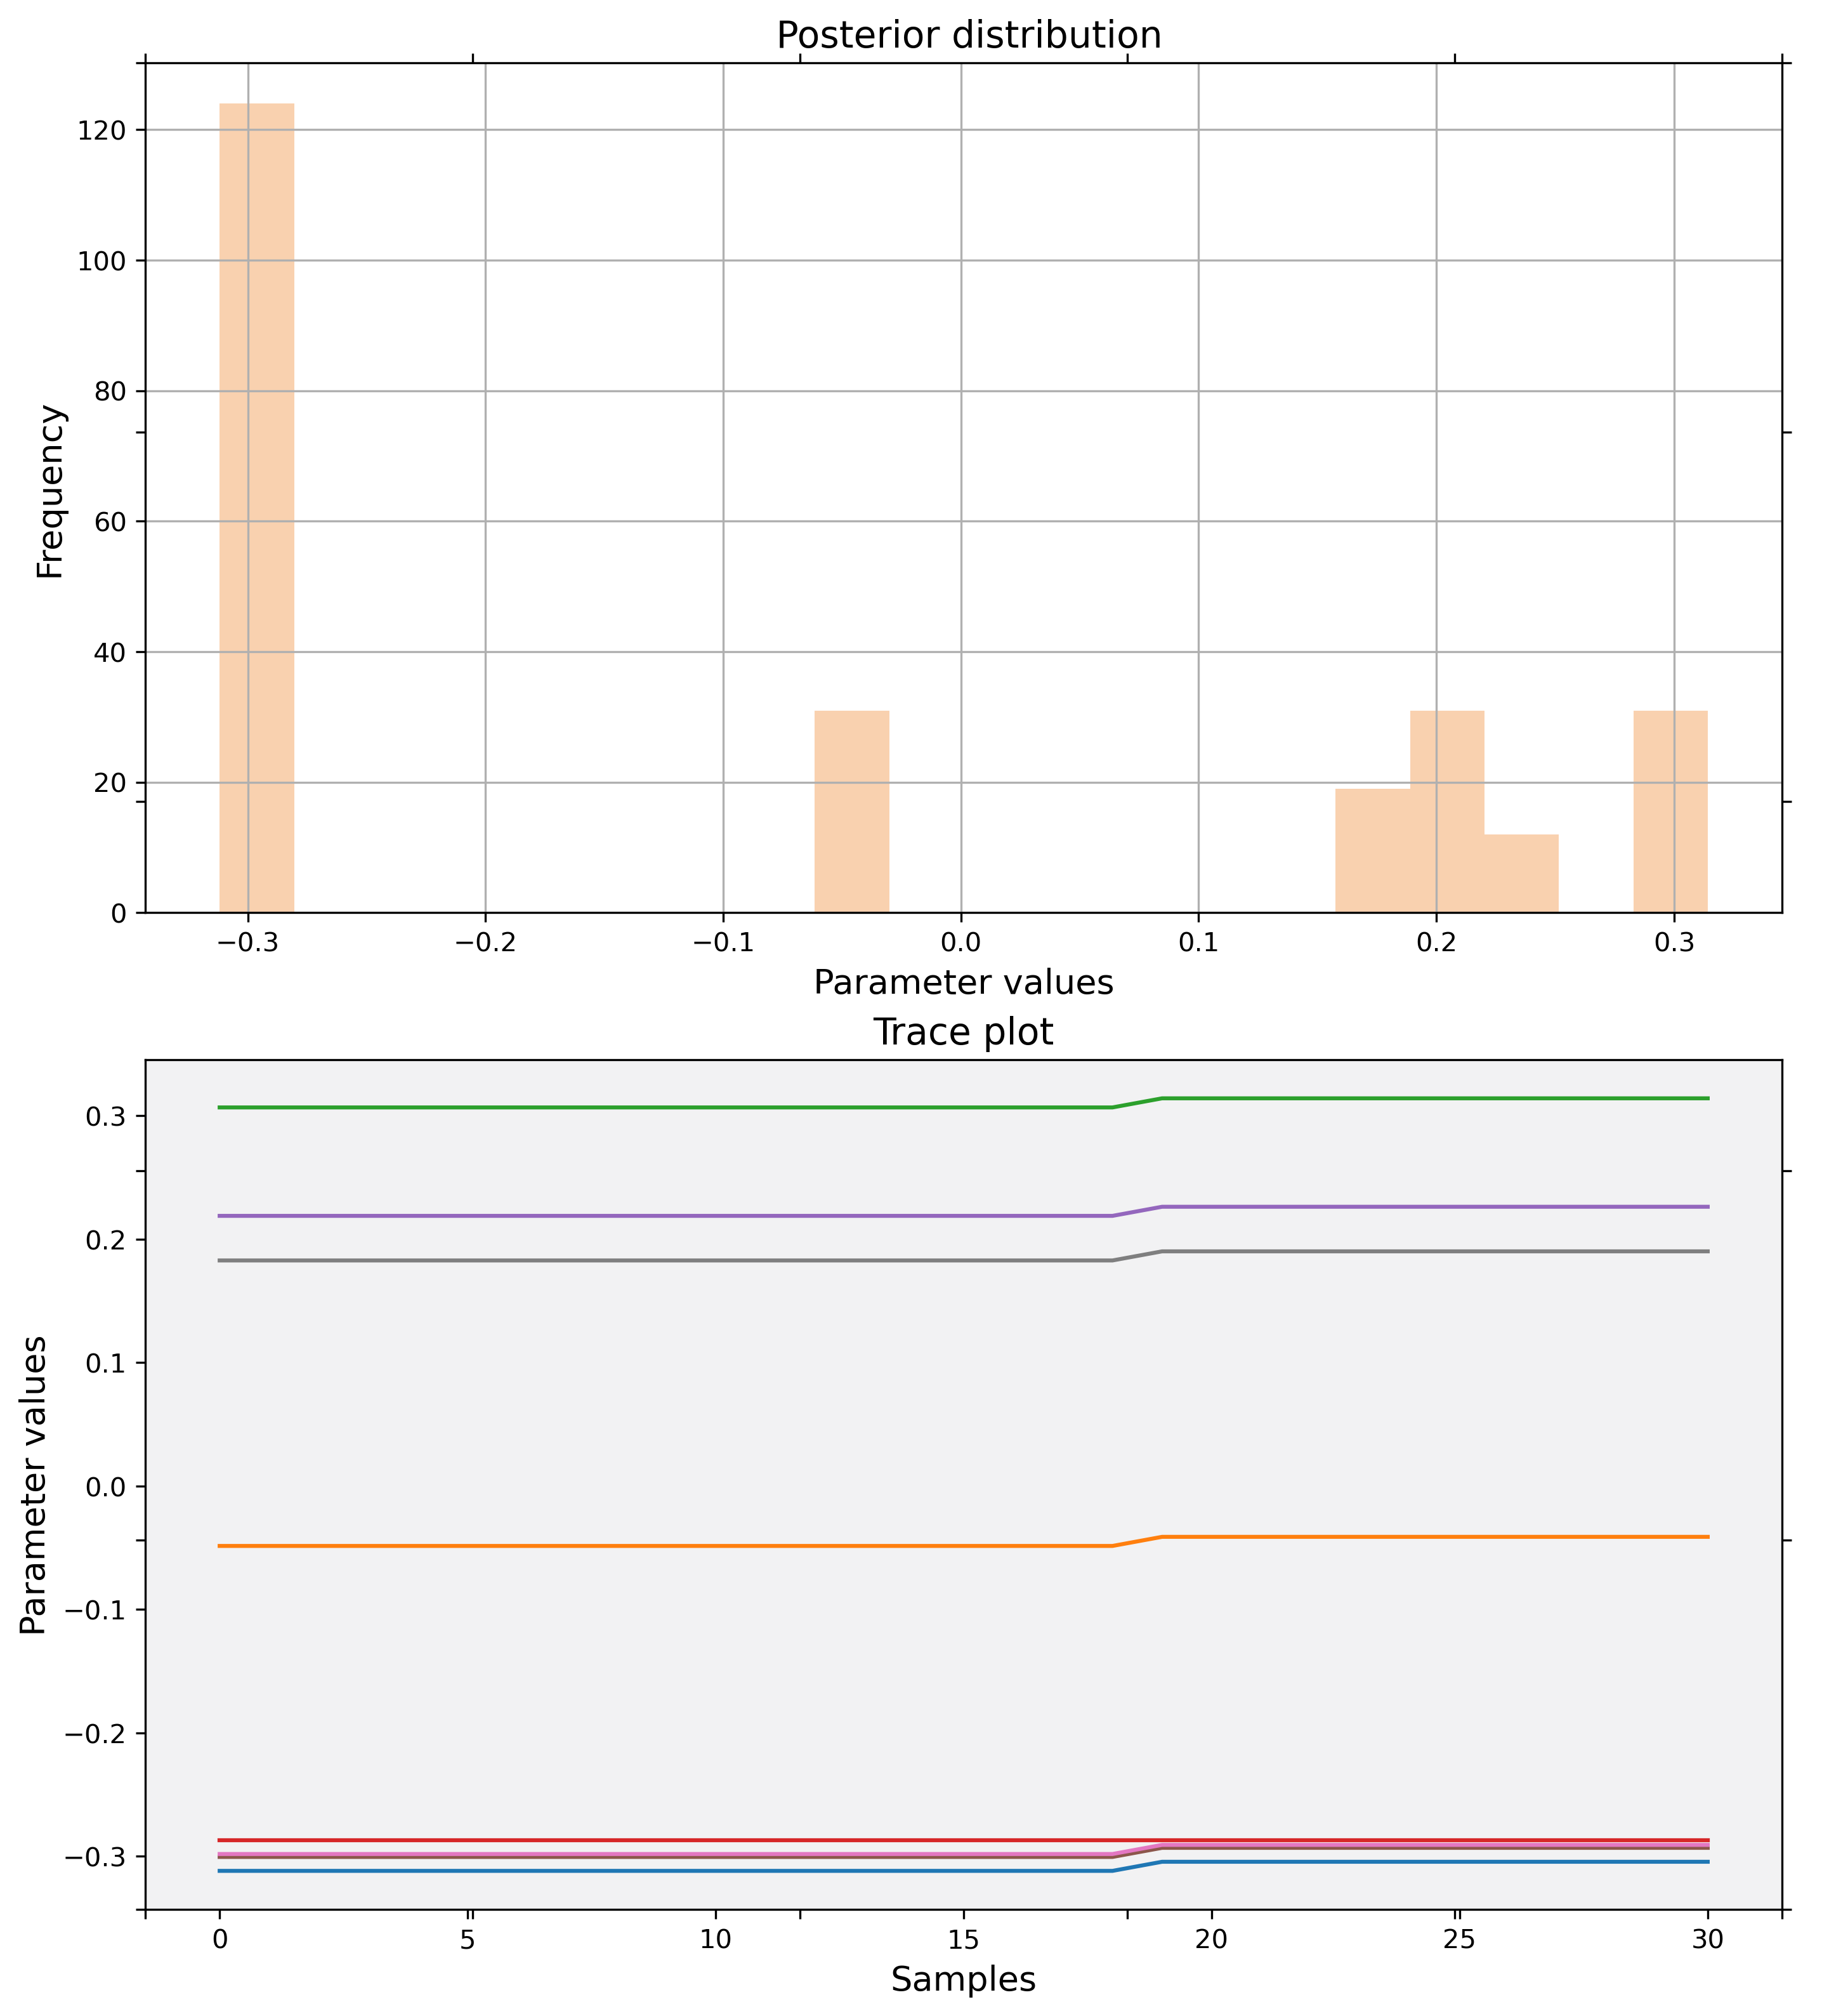 Posterior distribution
120
100
80
60
40
20
0
Frequency
−0.3 −0.2 −0.1 0.0 0.1 0.2 0.3
Parameter values
Trace plot
0.3
0.2
0.1
0.0
−0.1
−0.2
−0.3
Parameter values
0 5 10 15 20 25 30
Samples